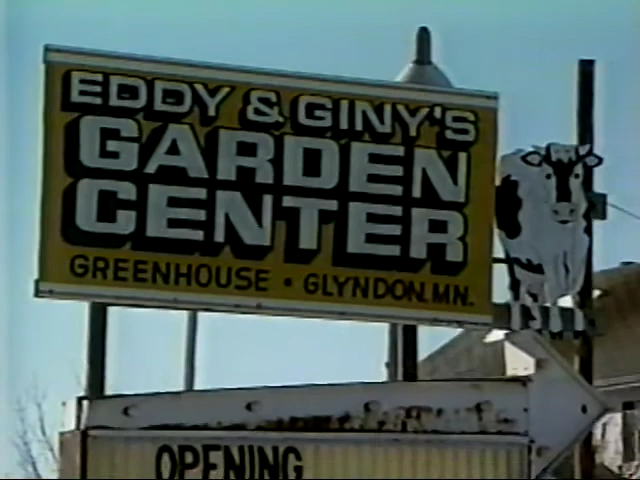 EDDY & GINY'S
GARDEN
CENTER
GREENHOUSE • GLYNDON, MN.
OPENING